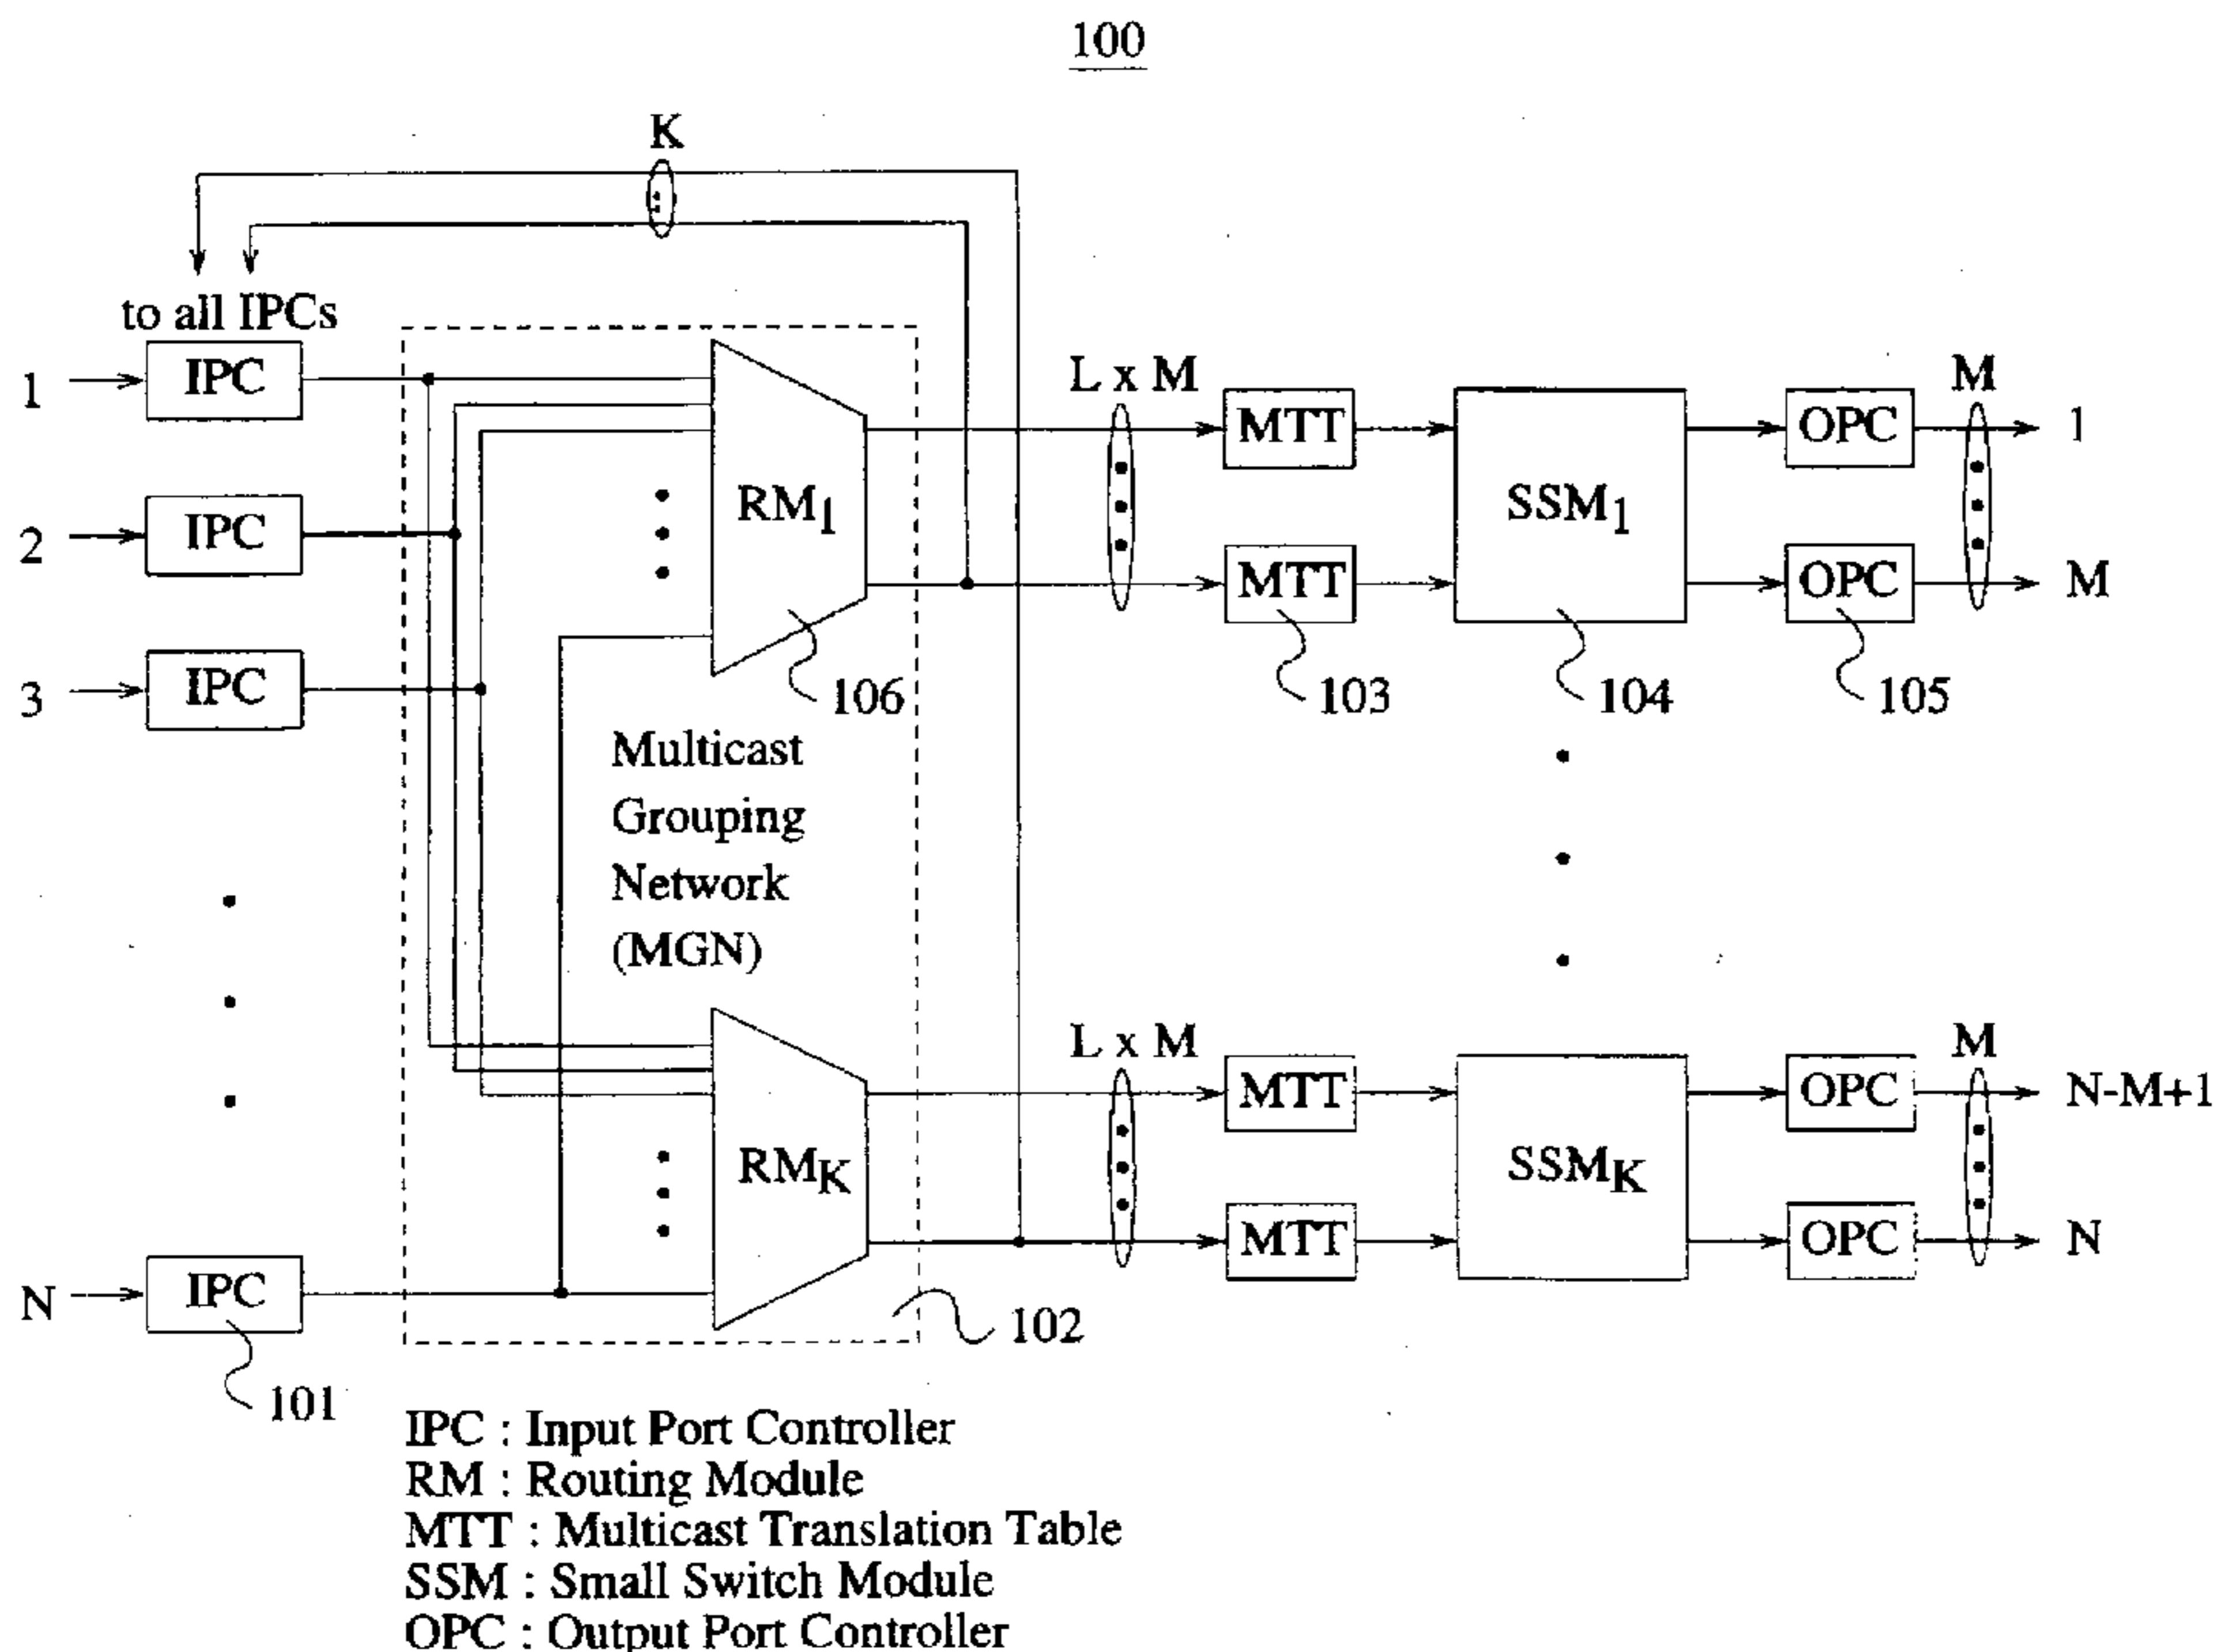 100
K
to all IPCs
1
IPC
2
IPC
3
IPC
N
IPC
101
RM1
106
Multicast
Grouping
Network
(MGN)
RMK
102
L x M
MTT
MTT
103
SSM1
104
OPC
OPC
105
M
1
M
L x M
MTT
MTT
SSMK
OPC
OPC
M
N-M+1
N
IPC : Input Port Controller
RM : Routing Module
MTT : Multicast Translation Table
SSM : Small Switch Module
OPC : Output Port Controller